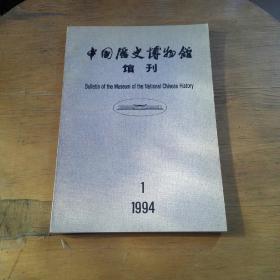 中国历史博物馆
馆刊
Bulletin of the Museum of the National Chinese History
1
1994